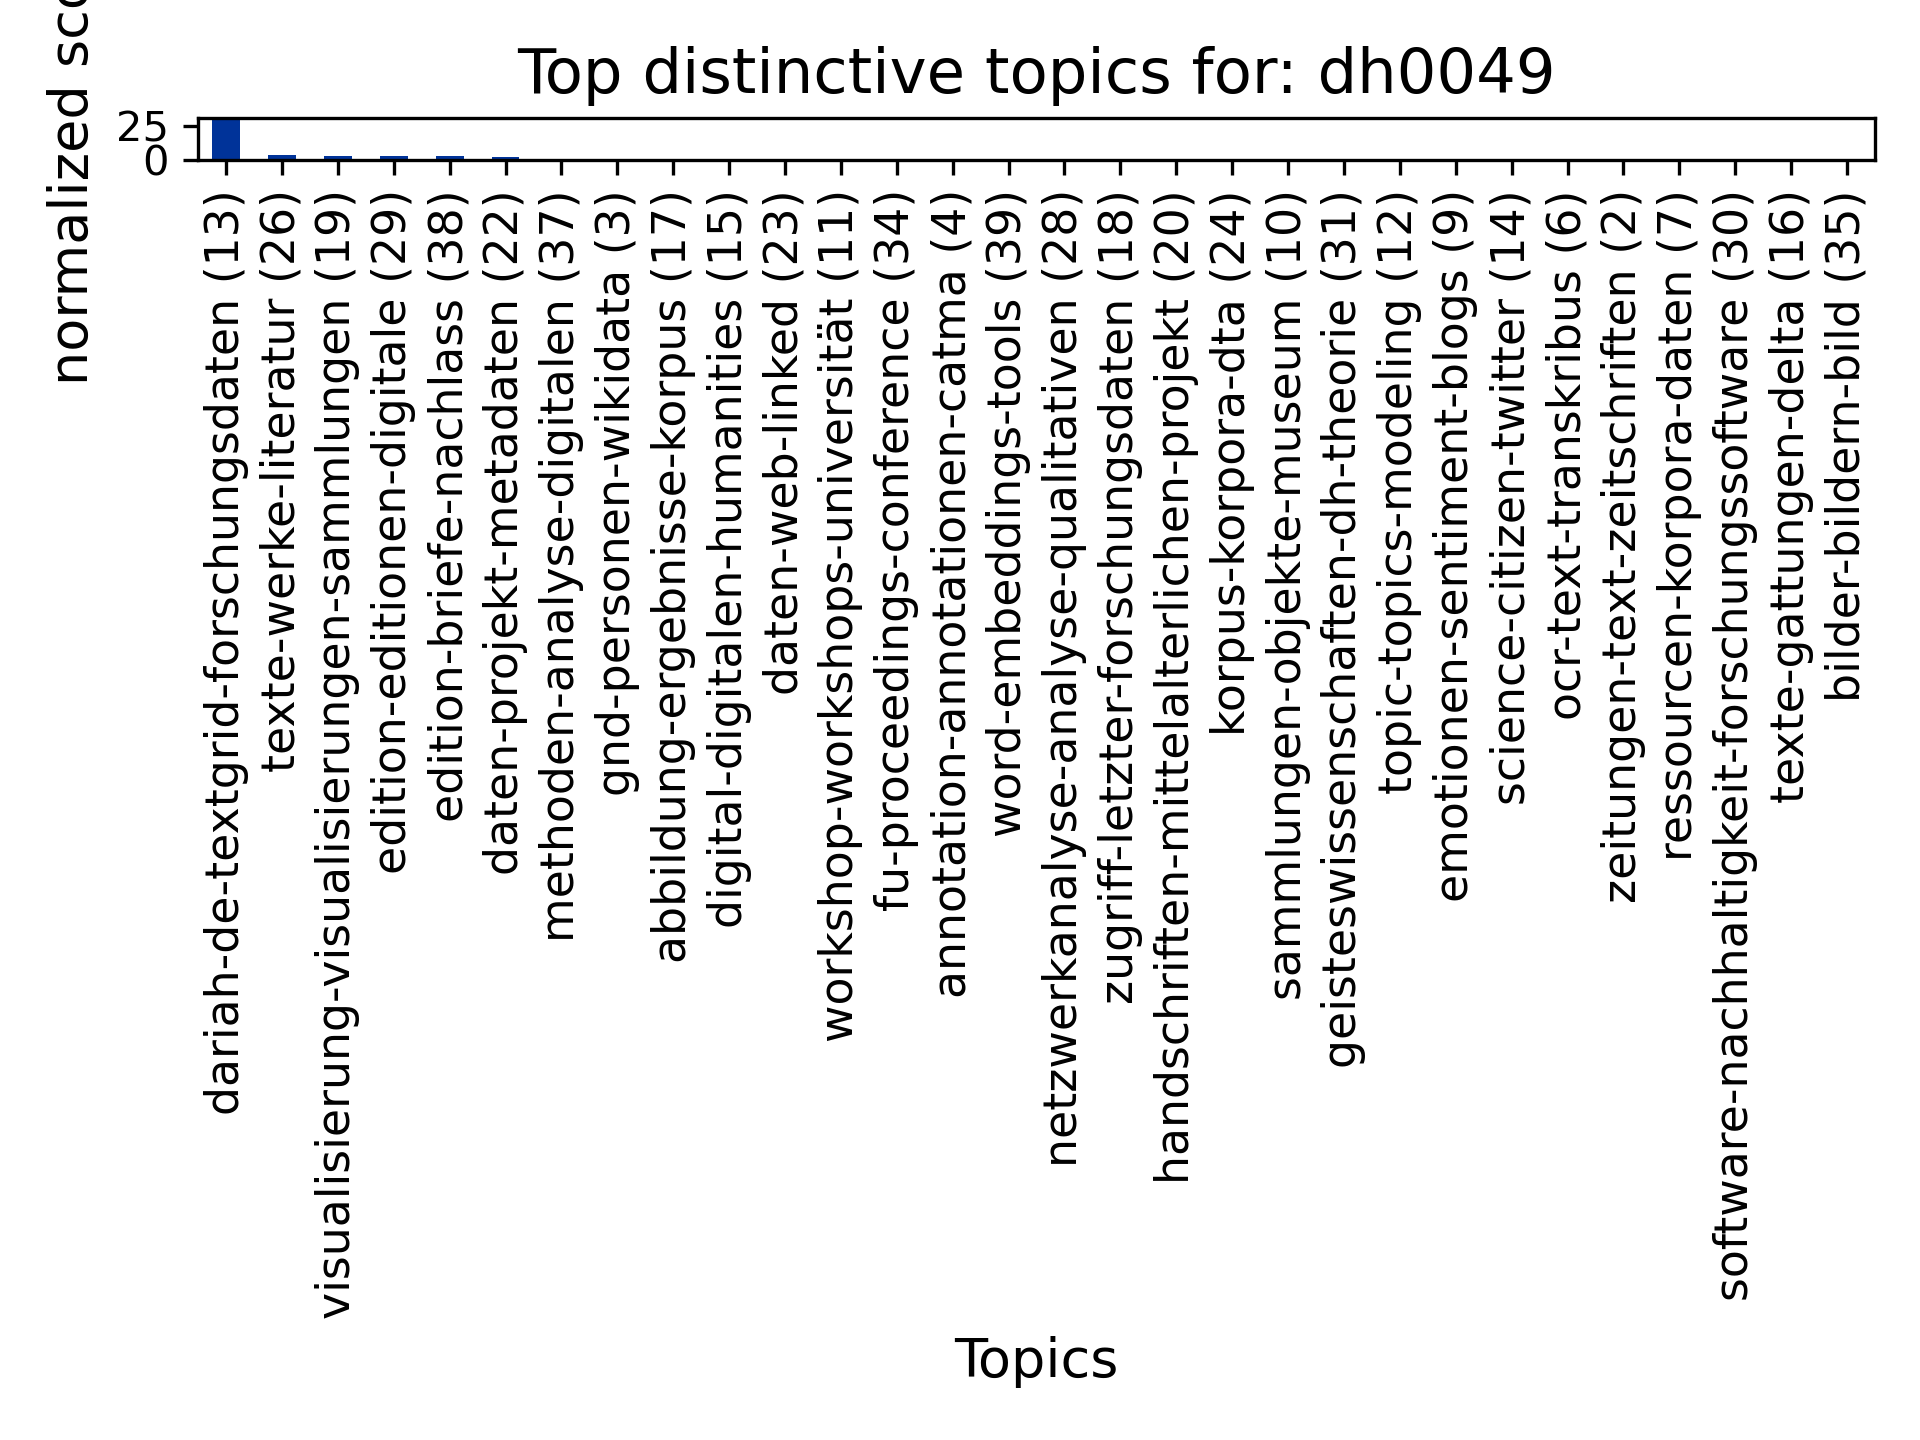 Top distinctive topics for: dh0049
normalized sco
25
0
dariah-de-textgrid-forschungsdaten (13)
texte-werke-literatur (26)
visualisierung-visualisierungen-sammlungen (19)
edition-editionen-digitale (29)
edition-briefe-nachlass (38)
daten-projekt-metadaten (22)
methoden-analyse-digitalen (37)
gnd-personen-wikidata (3)
abbildung-ergebnisse-korpus (17)
digital-digitalen-humanities (15)
daten-web-linked (23)
workshop-workshops-universität (11)
fu-proceedings-conference (34)
annotation-annotationen-catma (4)
word-embeddings-tools (39)
netzwerkanalyse-analyse-qualitativen (28)
zugriff-letzter-forschungsdaten (18)
handschriften-mittelalterlichen-projekt (20)
korpus-korpora-dta (24)
sammlungen-objekte-museum (10)
geisteswissenschaften-dh-theorie (31)
topic-topics-modeling (12)
emotionen-sentiment-blogs (9)
science-citizen-twitter (14)
ocr-text-transkribus (6)
zeitungen-text-zeitschriften (2)
ressourcen-korpora-daten (7)
software-nachhaltigkeit-forschungssoftware (30)
texte-gattungen-delta (16)
bilder-bildern-bild (35)
Topics